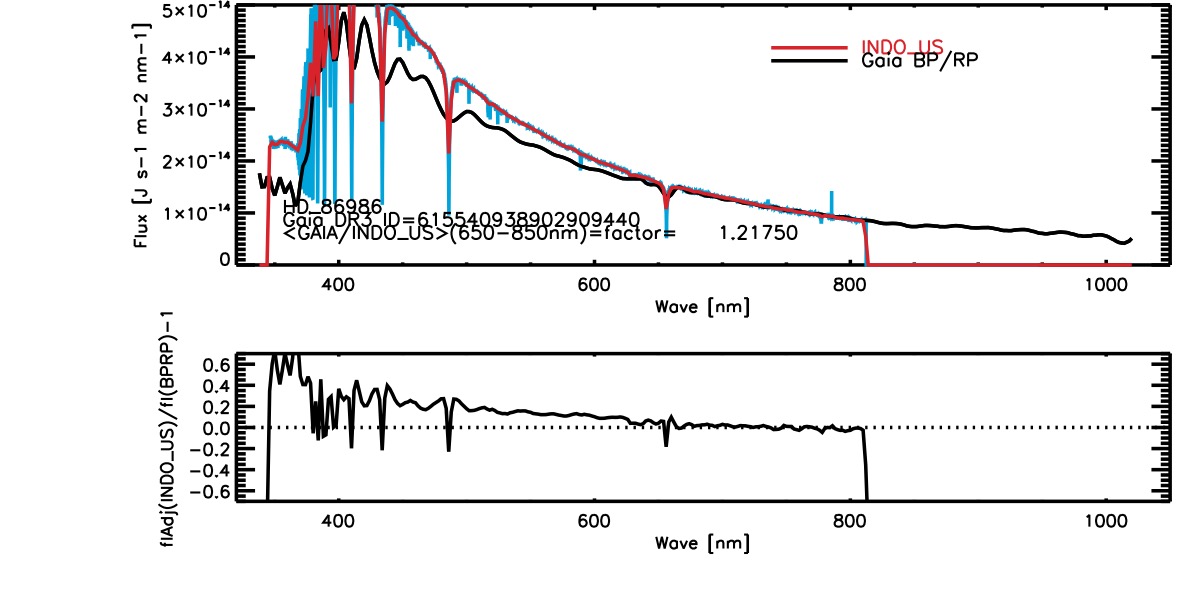 5×10⁻¹⁴
4×10⁻¹⁴
3×10⁻¹⁴
2×10⁻¹⁴
1×10⁻¹⁴
0
Flux [J s−1 m−2 nm−1]
INDO_US
Gaia BP/RP
HD_86986
Gaia DR3 ID=615540938902909440
<GAIA/INDO_US>(650−850nm)=factor= 1.21750
400 600 800 1000
Wave [nm]
flAdj(INDO_US)/fl(BPRP)−1
0.6
0.4
0.2
0.0
−0.2
−0.4
−0.6
400 600 800 1000
Wave [nm]